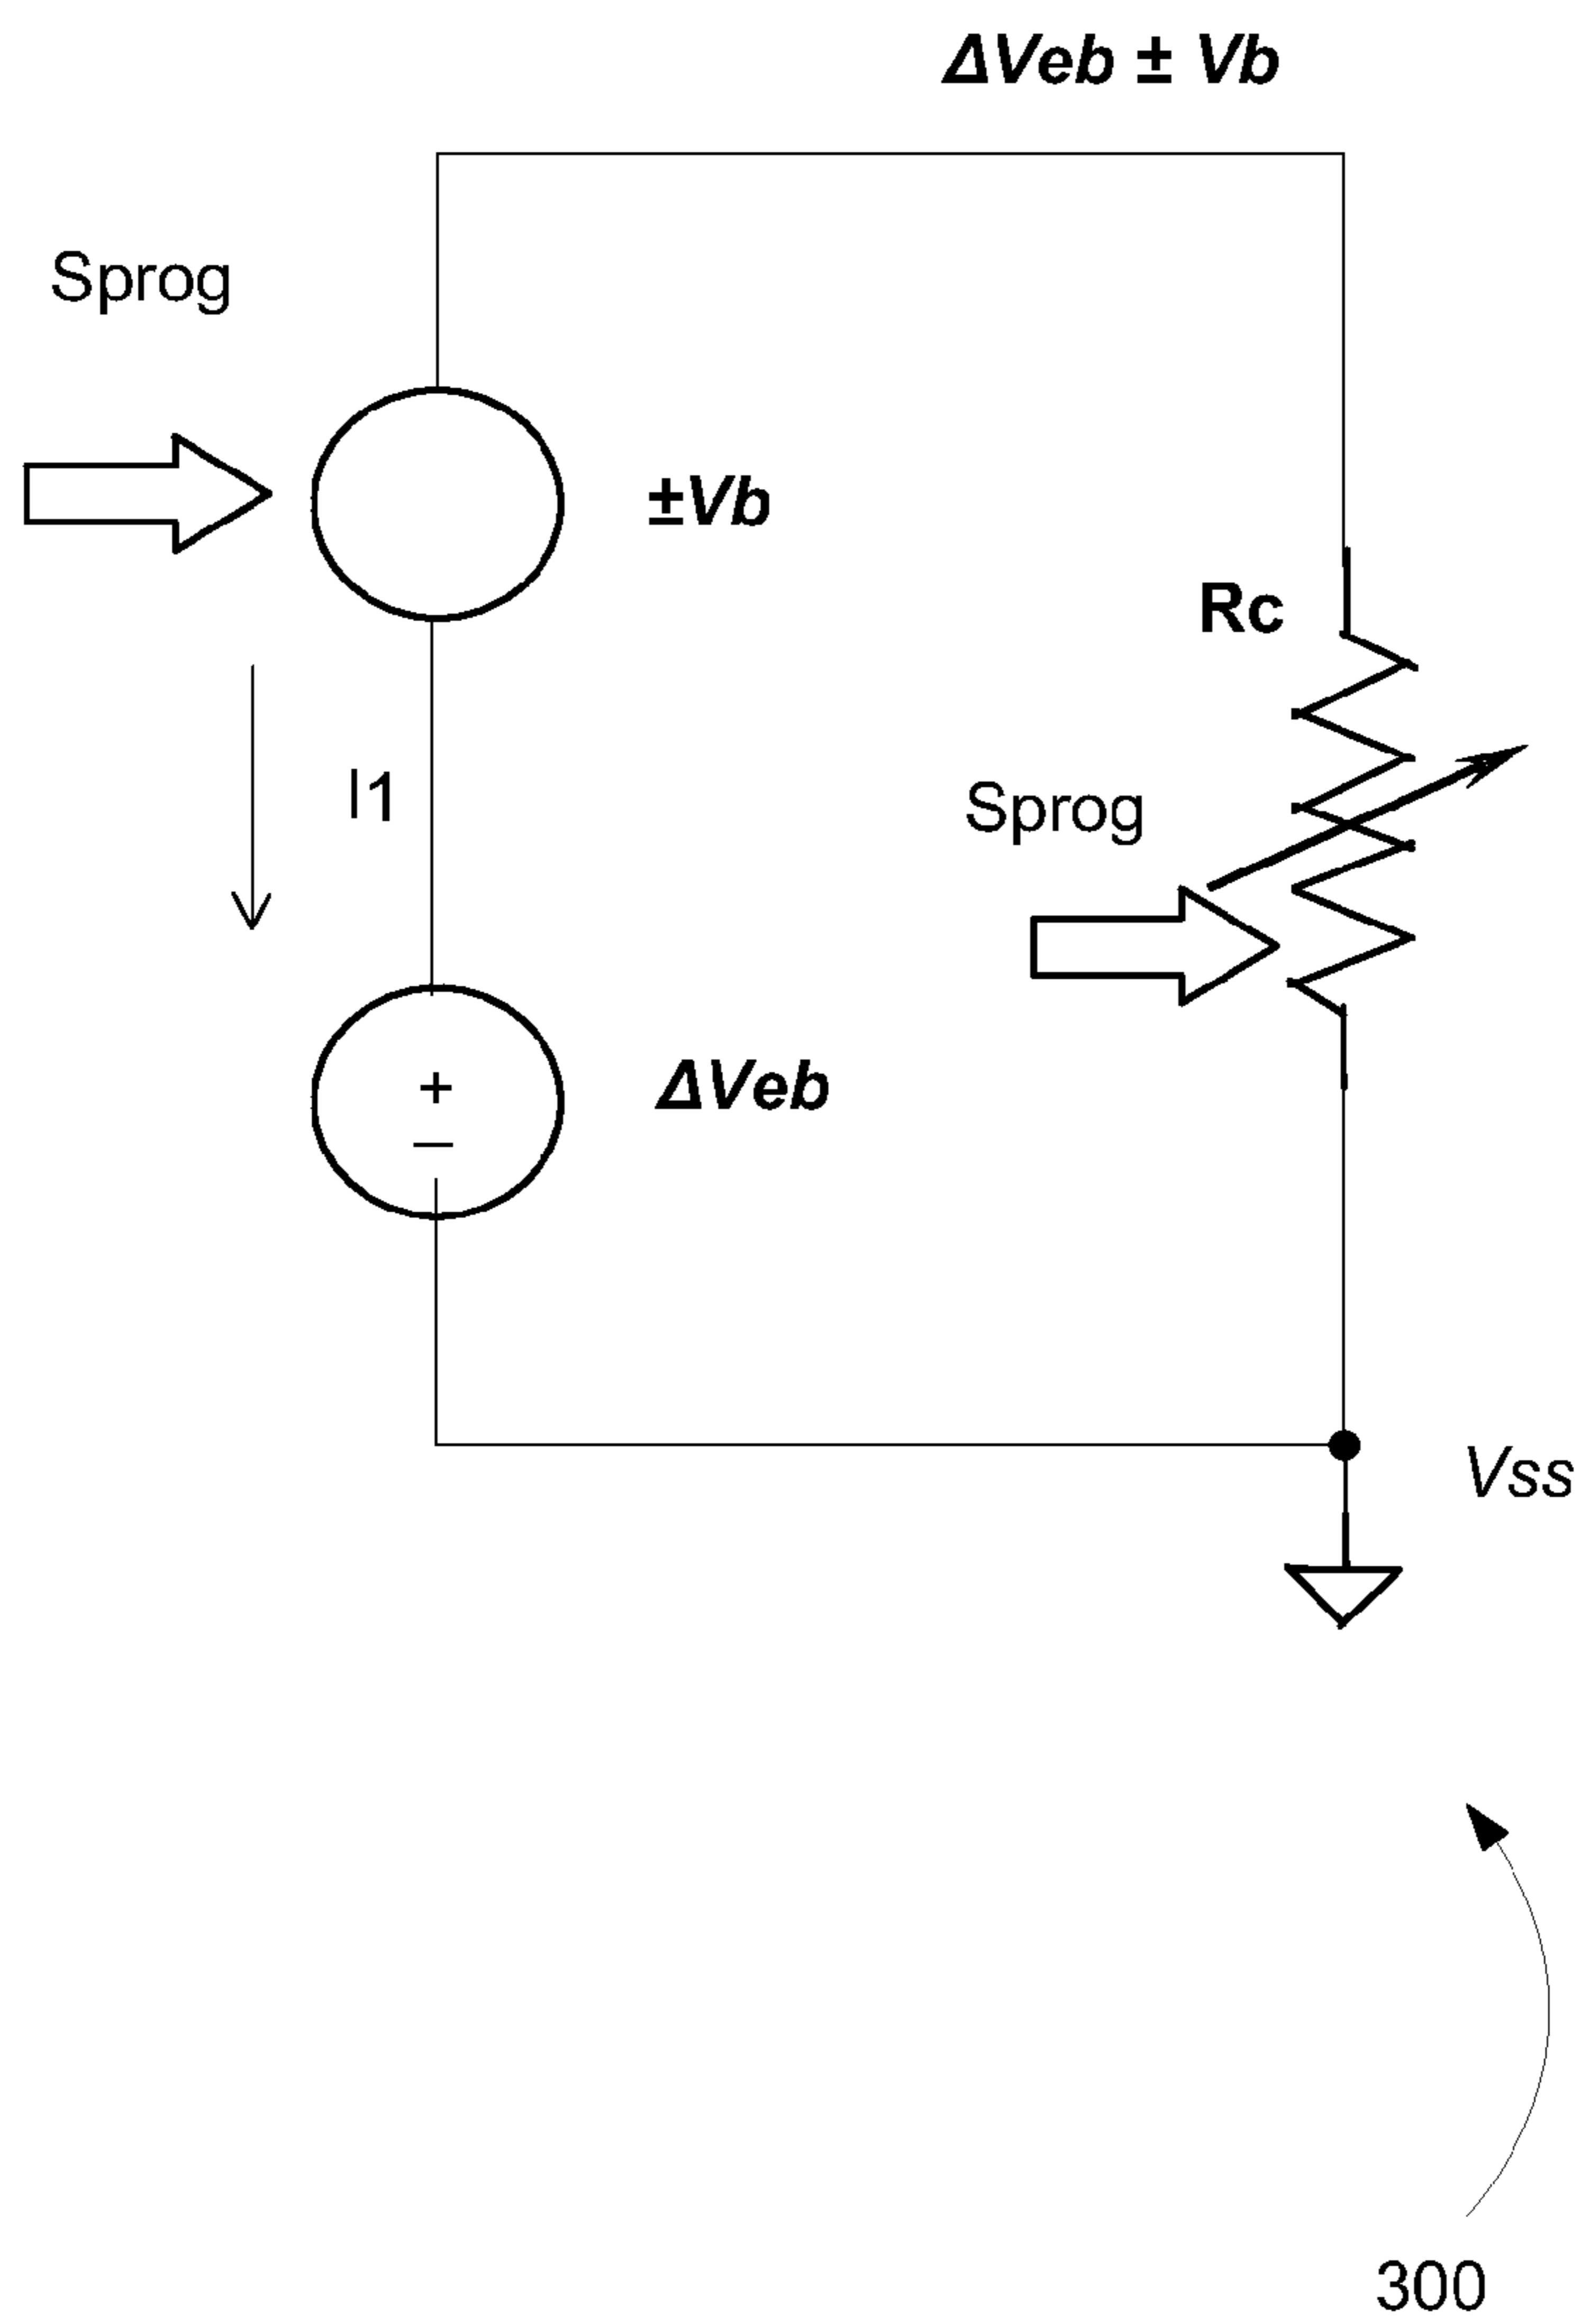 ΔVeb ± Vb
Sprog
±Vb
Rc
I1
Sprog
+
−
ΔVeb
Vss
300